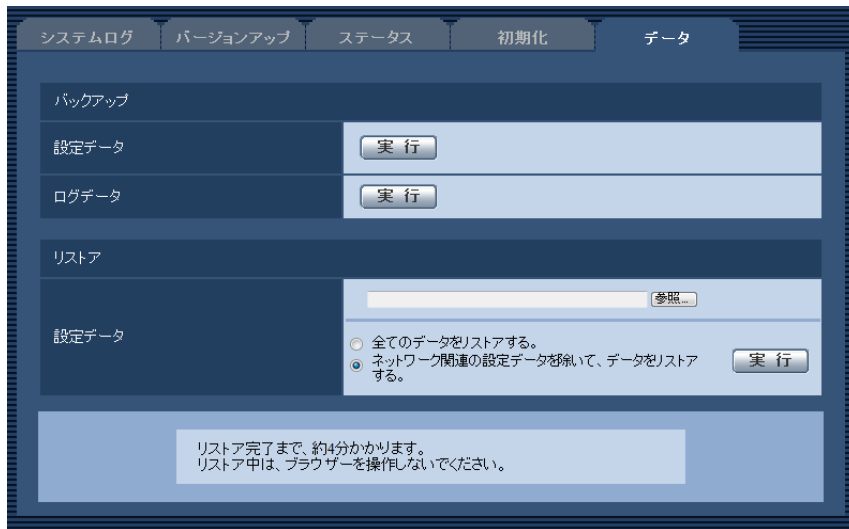 システムログ バージョンアップ ステータス 初期化 データ
バックアップ
設定データ 実 行
ログデータ 実 行
リストア
参照...
設定データ
全てのデータをリストアする。
ネットワーク関連の設定データを除いて、データをリストア
する。
実 行
リストア完了まで、約4分かかります。
リストア中は、ブラウザーを操作しないでください。